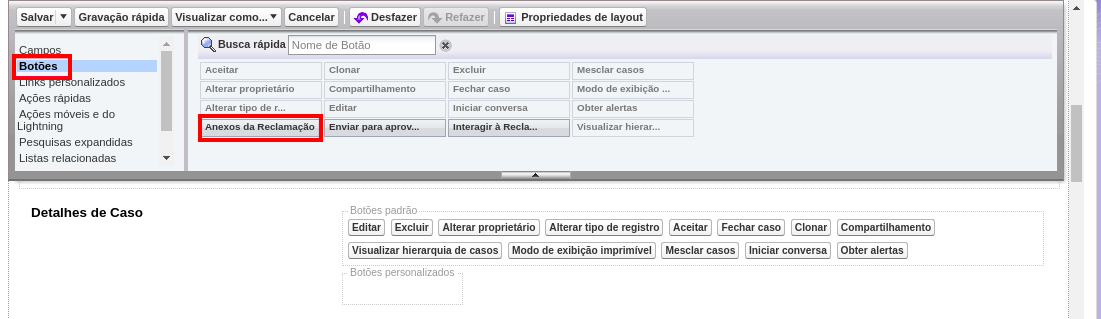 Salvar Gravação rápida Visualizar como... Cancelar Desfazer Refazer Propriedades de layout
Campos
Botões
Links personalizados
Ações rápidas
Ações móveis e do
Lightning
Pesquisas expandidas
Listas relacionadas
Busca rápida Nome de Botão
Aceitar Clonar Excluir Mesclar casos
Alterar proprietário Compartilhamento Fechar caso Modo de exibição ...
Alterar tipo de r... Editar Iniciar conversa Obter alertas
Anexos da Reclamação Enviar para aprov... Interagir à Recla... Visualizar hierar...
Detalhes de Caso
Botões padrão
Editar Excluir Alterar proprietário Alterar tipo de registro Aceitar Fechar caso Clonar Compartilhamento
Visualizar hierarquia de casos Modo de exibição imprimível Mesclar casos Iniciar conversa Obter alertas
Botões personalizados